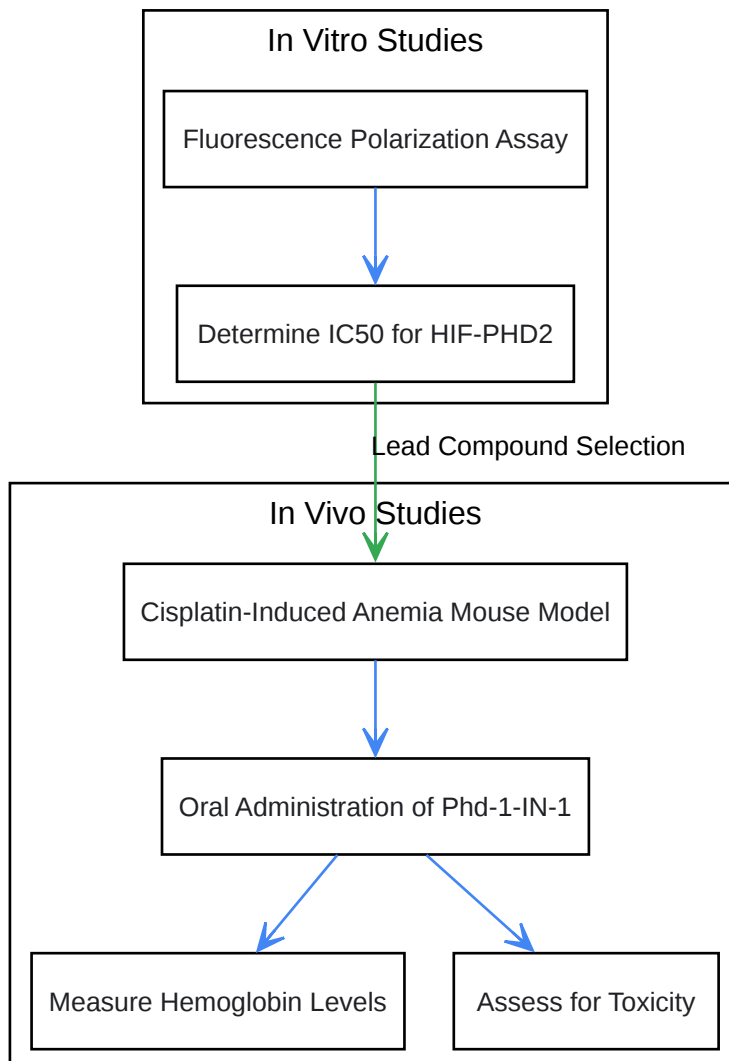 In Vitro Studies
Fluorescence Polarization Assay
Determine IC50 for HIF-PHD2
Lead Compound Selection
In Vivo Studies
Cisplatin-Induced Anemia Mouse Model
Oral Administration of Phd-1-IN-1
Measure Hemoglobin Levels
Assess for Toxicity